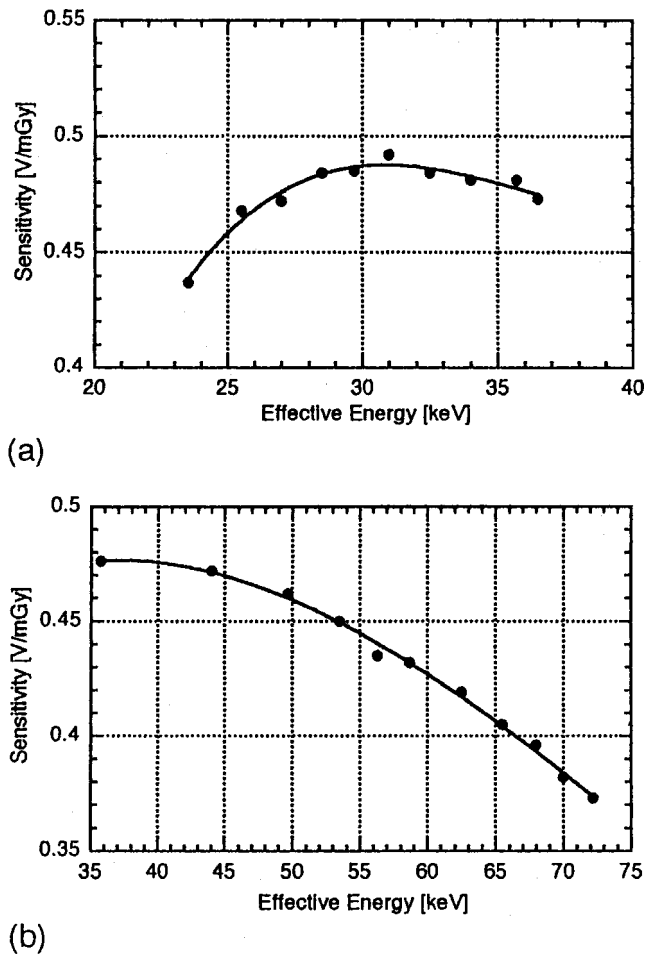 0.55
0.5
0.45
0.4
Sensitivity [V/mGy]
20 25 30 35 40
Effective Energy [keV]
(a)
0.5
0.45
0.4
0.35
Sensitivity [V/mGy]
35 40 45 50 55 60 65 70 75
Effective Energy [keV]
(b)